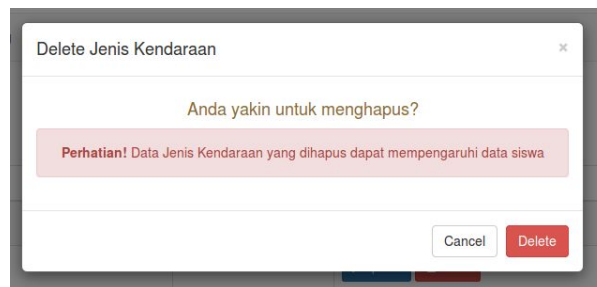 Delete Jenis Kendaraan ×
Anda yakin untuk menghapus?
Perhatian! Data Jenis Kendaraan yang dihapus dapat mempengaruhi data siswa
Cancel Delete